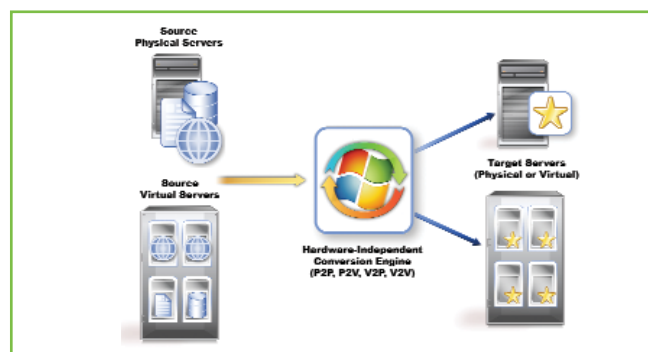 Source
Physical Servers
Source
Virtual Servers
Hardware-Independent
Conversion Engine
(P2P, P2V, V2P, V2V)
Target Servers
(Physical or Virtual)